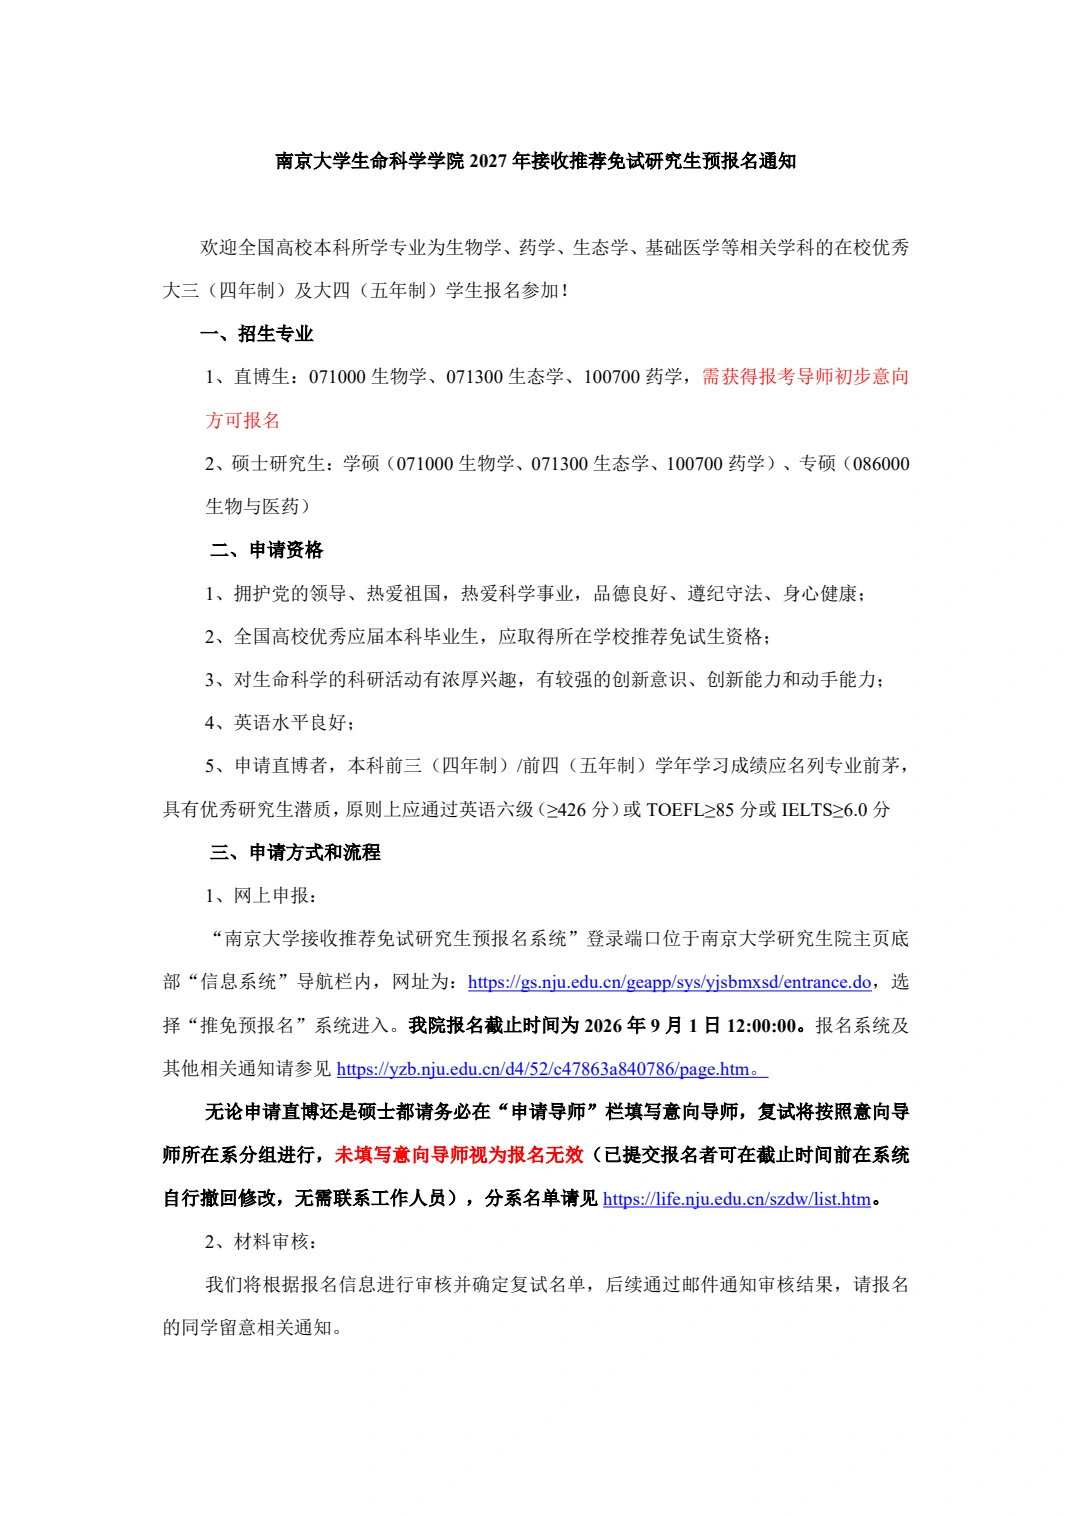 南京大学生命科学学院 2027 年接收推荐免试研究生预报名通知
欢迎全国高校本科所学专业为生物学、药学、生态学、基础医学等相关学科的在校优秀
大三（四年制）及大四（五年制）学生报名参加！
一、招生专业
1、直博生：071000 生物学、071300 生态学、100700 药学，需获得报考导师初步意向
方可报名
2、硕士研究生：学硕（071000 生物学、071300 生态学、100700 药学）、专硕（086000
生物与医药）
二、申请资格
1、拥护党的领导、热爱祖国，热爱科学事业，品德良好、遵纪守法、身心健康；
2、全国高校优秀应届本科毕业生，应取得所在学校推荐免试生资格；
3、对生命科学的科研活动有浓厚兴趣，有较强的创新意识、创新能力和动手能力；
4、英语水平良好；
5、申请直博者，本科前三（四年制）/前四（五年制）学年学习成绩应名列专业前茅，
具有优秀研究生潜质，原则上应通过英语六级（≥426 分）或 TOEFL≥85 分或 IELTS≥6.0 分
三、申请方式和流程
1、网上申报：
“南京大学接收推荐免试研究生预报名系统”登录端口位于南京大学研究生院主页底
部“信息系统”导航栏内，网址为：https://gs.nju.edu.cn/geapp/sys/yjsbmxsd/entrance.do，选
择“推免预报名”系统进入。我院报名截止时间为 2026 年 9 月 1 日 12:00:00。报名系统及
其他相关通知请参见 https://yzb.nju.edu.cn/d4/52/c47863a840786/page.htm。
无论申请直博还是硕士都请务必在“申请导师”栏填写意向导师，复试将按照意向导
师所在系分组进行，未填写意向导师视为报名无效（已提交报名者可在截止时间前在系统
自行撤回修改，无需联系工作人员），分系名单请见 https://life.nju.edu.cn/szdw/list.htm。
2、材料审核：
我们将根据报名信息进行审核并确定复试名单，后续通过邮件通知审核结果，请报名
的同学留意相关通知。